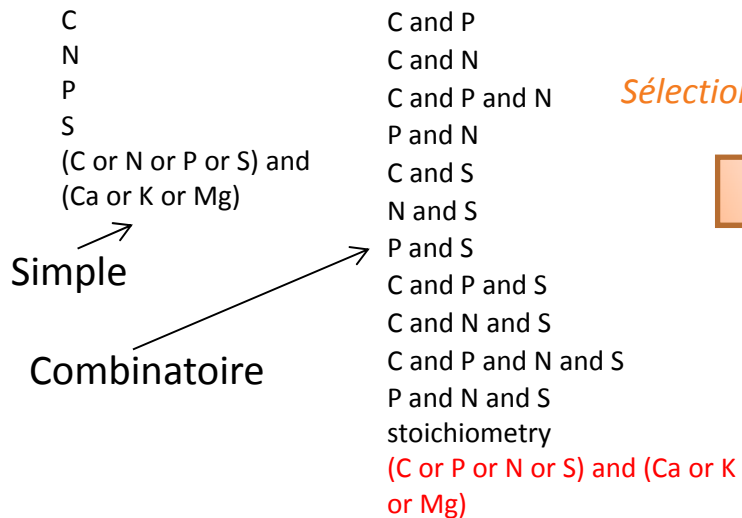 C
N
P
S
(C or N or P or S) and
(Ca or K or Mg)
Simple
Combinatoire
C and P
C and N
C and P and N
P and N
C and S
N and S
P and S
C and P and S
C and N and S
C and P and N and S
P and N and S
stoichiometry
(C or P or N or S) and (Ca or K
or Mg)
Sélection